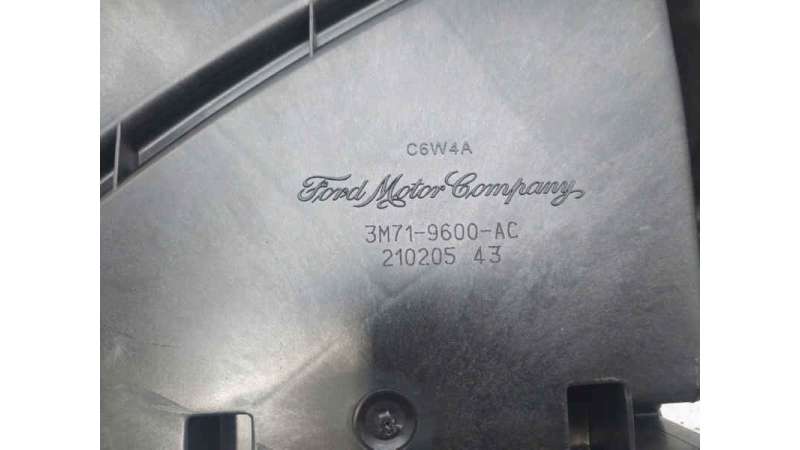 C6W4A
Ford Motor Company
3M71-9600-AC
210205 43